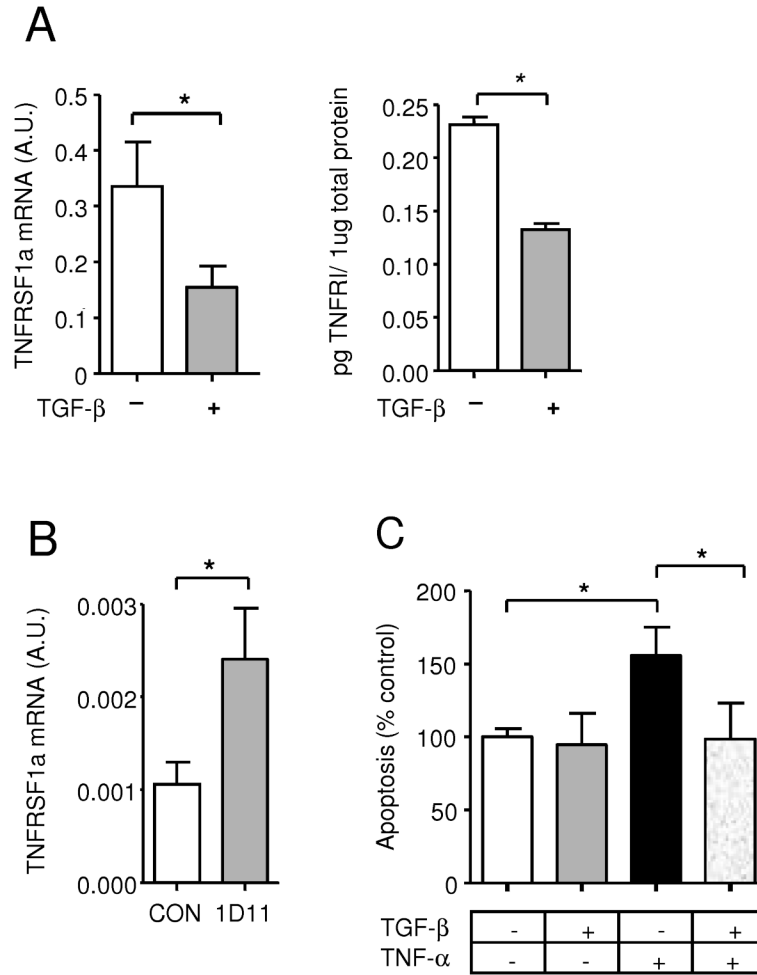 A
TNFRSF1a mRNA (A.U.)
0.5
0.4
0.3
0.2
0.1
0
*
TGF-β – +
pg TNFRI/ 1ug total protein
0.25
0.20
0.15
0.10
0.05
0.00
*
TGF-β – +
B
TNFRSF1a mRNA (A.U.)
0.003
0.002
0.001
0.000
*
CON 1D11
C
Apoptosis (% control)
200
150
100
50
0
*
*
TGF-β - + - +
TNF-α - - + +